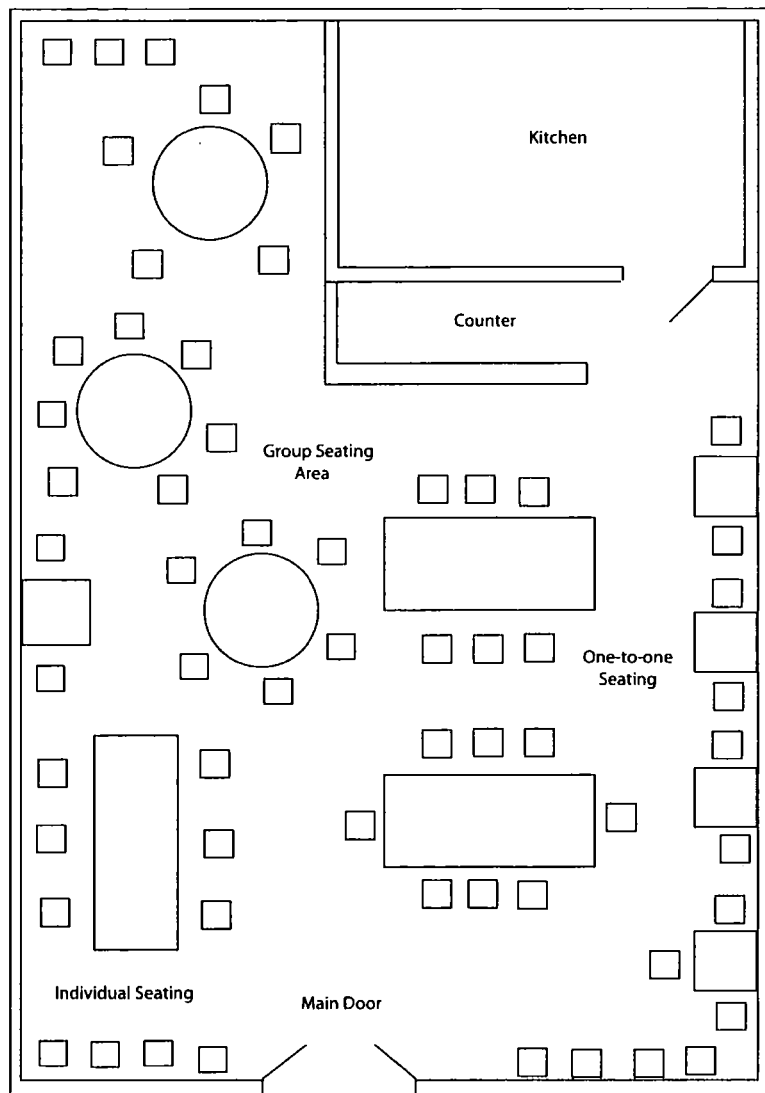 Kitchen
Counter
Group Seating
Area
One-to-one
Seating
Individual Seating
Main Door